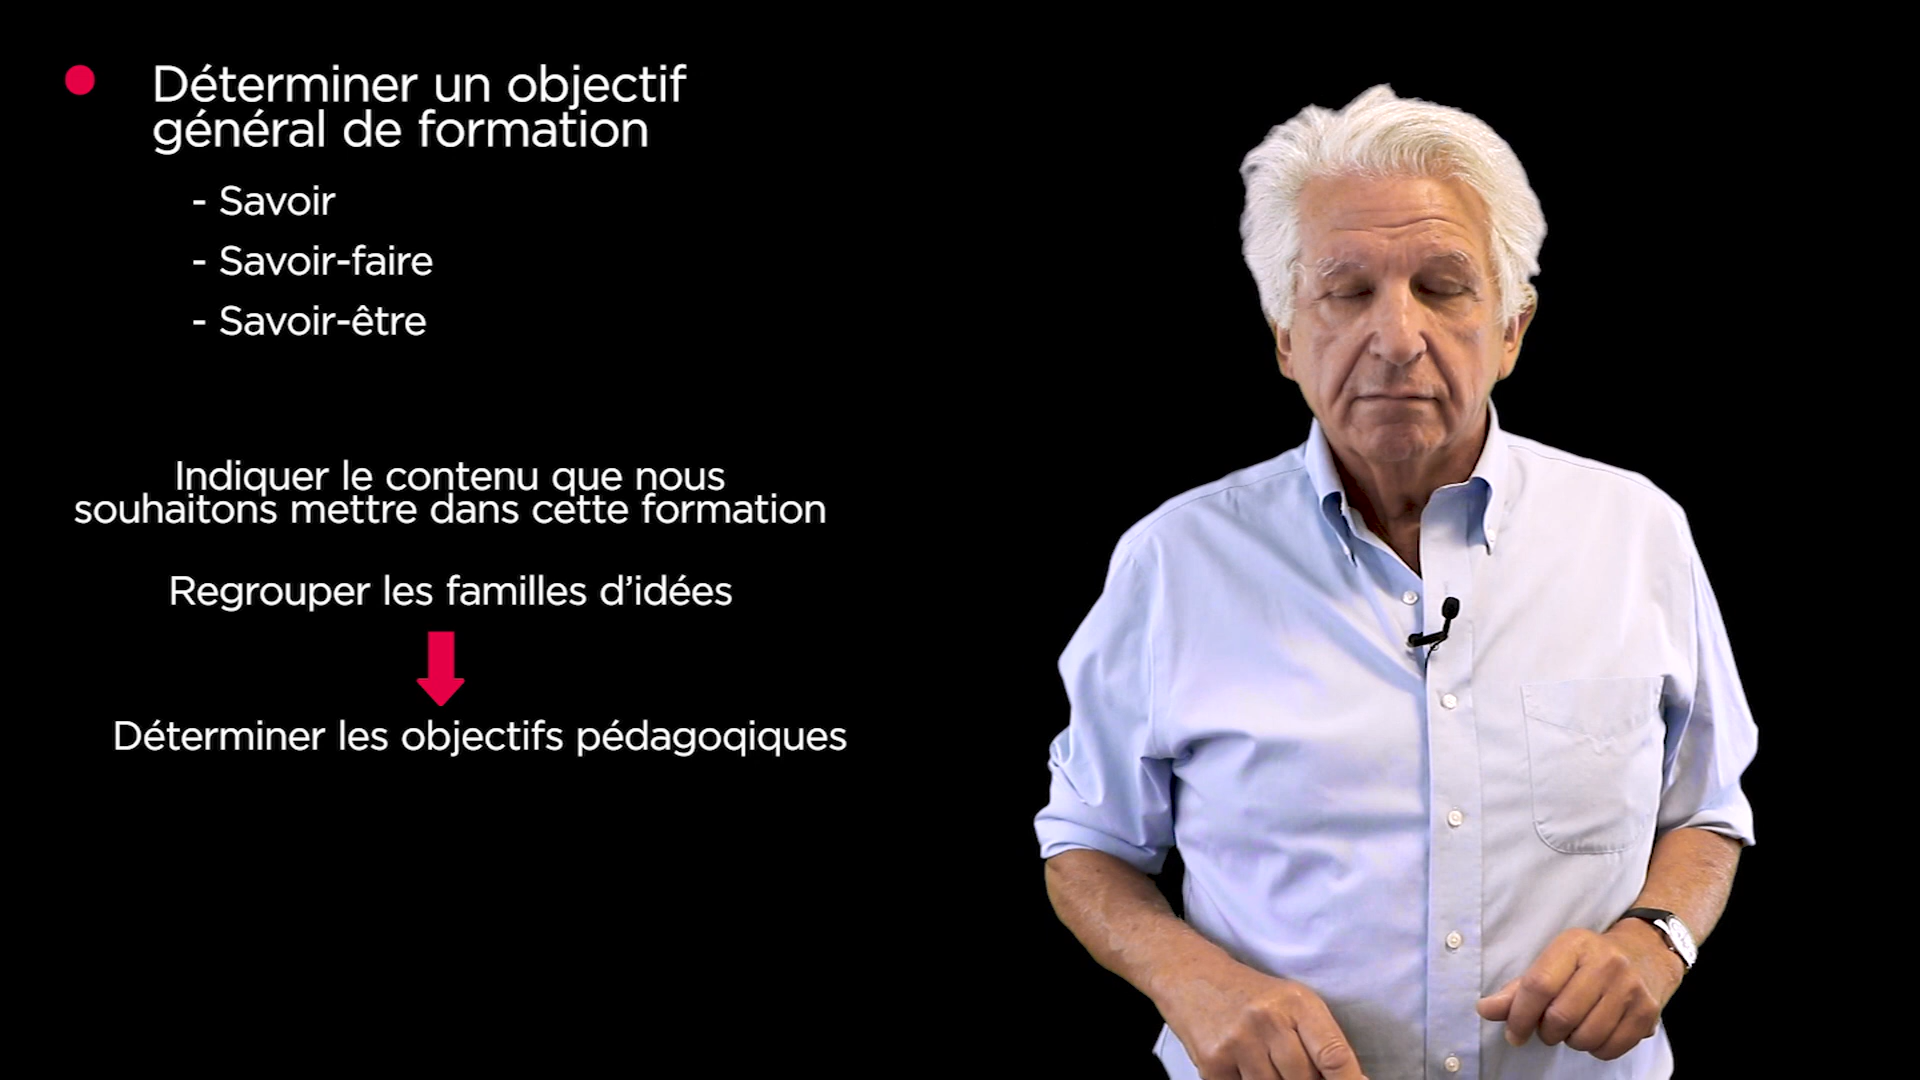 Déterminer un objectif
général de formation
- Savoir
- Savoir-faire
- Savoir-être
Indiquer le contenu que nous
souhaitons mettre dans cette formation
Regrouper les familles d’idées
Déterminer les objectifs pédagoqiques